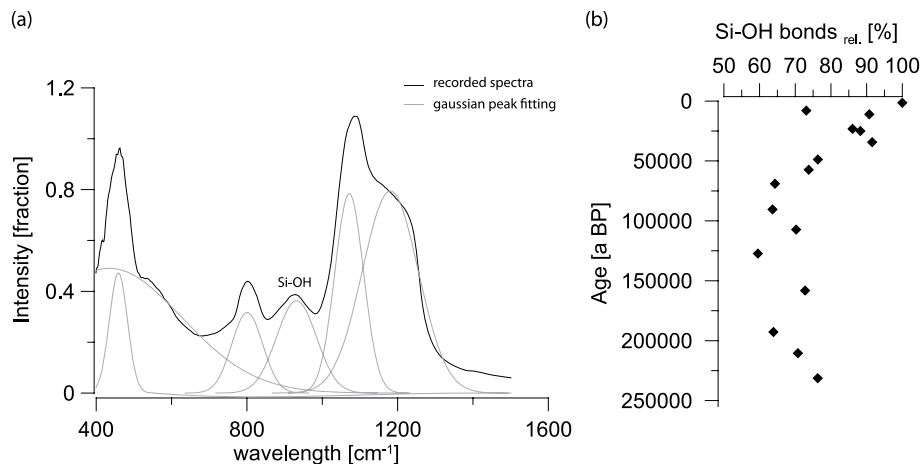 (a)
1.2
0.8
0.4
0
Intensity [fraction]
recorded spectra
gaussian peak fitting
Si-OH
400 800 1200 1600
wavelength [cm⁻¹]
(b)
Si-OH bonds rel. [%]
50 60 70 80 90 100
0
50000
100000
150000
200000
250000
Age [a BP]